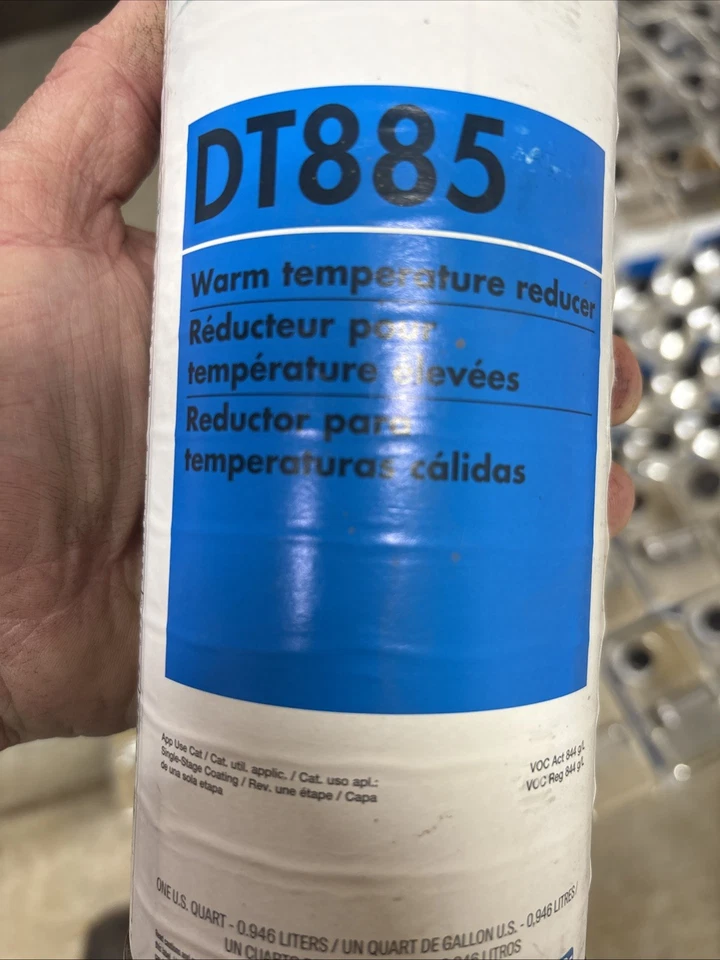 DT885
Warm temperature reducer
Réducteur pour
température élevées
Reductor para
temperaturas cálidas
App Use Cat / Cat. util. applic. / Cat. uso apl.:
Single-Stage Coating / Rev. une étape / Capa
de una sola etapa
VOC Act 844 g/L
VOC Reg 844 g/L
ONE U.S. QUART - 0.946 LITERS / UN QUART DE GALLON U.S. - 0,946 LITRES /
UN CUARTO LITROS